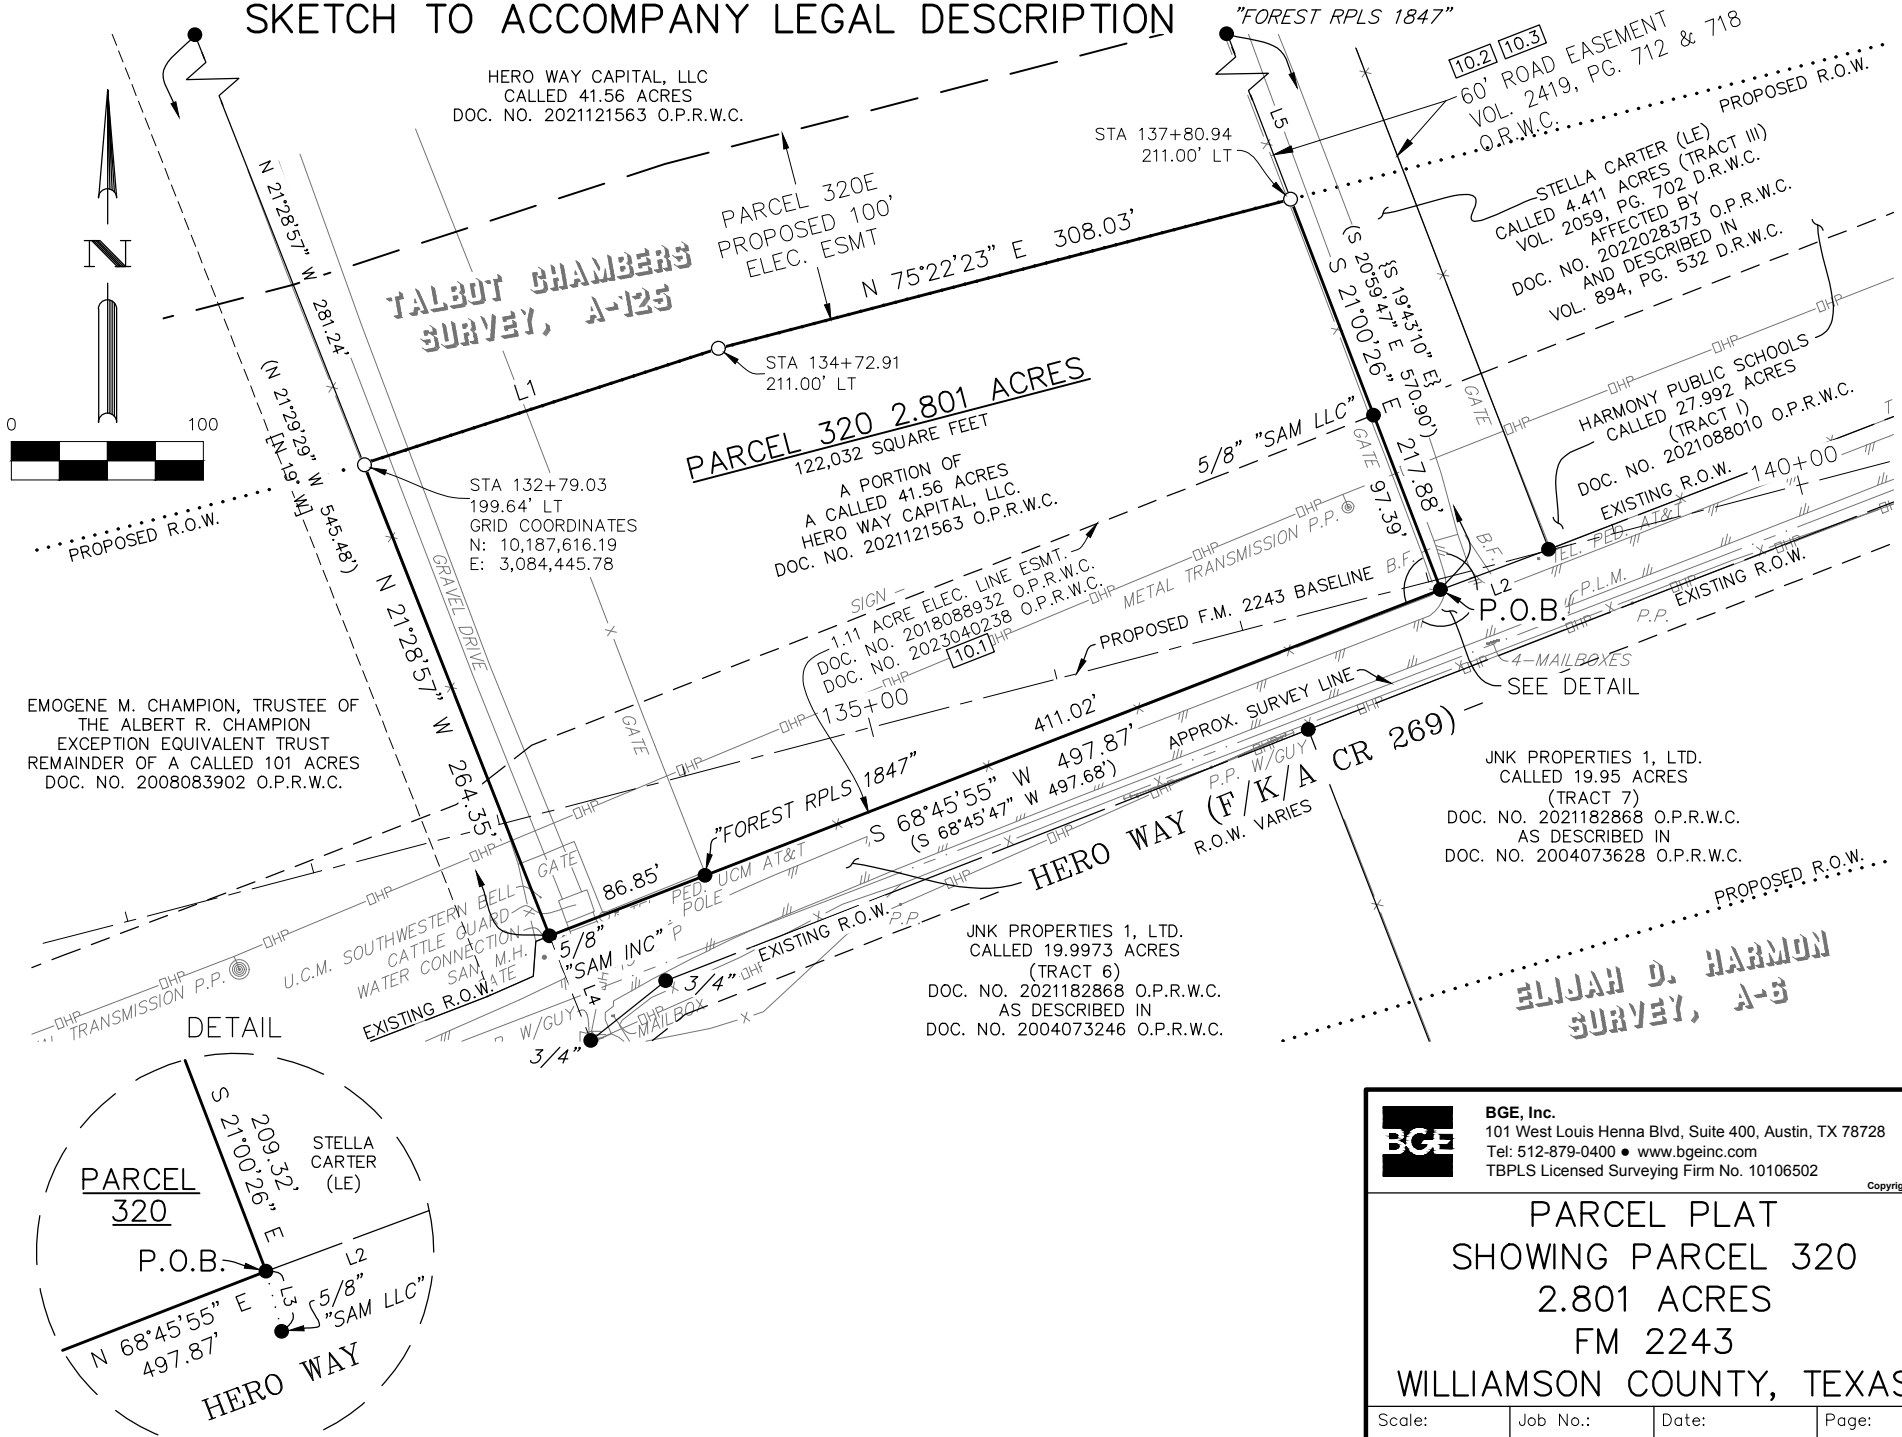 SKETCH TO ACCOMPANY LEGAL DESCRIPTION
"FOREST RPLS 1847"
HERO WAY CAPITAL, LLC
CALLED 41.56 ACRES
DOC. NO. 2021121563 O.P.R.W.C.
10.2 10.3
60' ROAD EASEMENT
VOL. 2419, PG. 712 & 718
O.R.W.C.
PROPOSED R.O.W.
L5
STA 137+80.94
211.00' LT
STELLA CARTER (LE)
CALLED 4.411 ACRES (TRACT III)
VOL. 2059, PG. 702 D.R.W.C.
AFFECTED BY
DOC. NO. 2022028373 O.P.R.W.C.
AND DESCRIBED IN
VOL. 894, PG. 532 D.R.W.C.
N
0 100
N 21°28'57" W 281.24'
PARCEL 320E
PROPOSED 100'
ELEC. ESMT
TALBOT CHAMBERS
SURVEY, A-125
N 75°22'23" E 308.03'
(S 20°59'47" E 570.90')
{S 19°43'10" E}
S 21°00'26" E 217.88'
97.39'
GATE
GATE
L1
STA 134+72.91
211.00' LT
PARCEL 320 2.801 ACRES
122,032 SQUARE FEET
A PORTION OF
A CALLED 41.56 ACRES
HERO WAY CAPITAL, LLC.
DOC. NO. 2021121563 O.P.R.W.C.
5/8" "SAM LLC"
HARMONY PUBLIC SCHOOLS
CALLED 27.992 ACRES
(TRACT I)
DOC. NO. 2021088010 O.P.R.W.C.
OHP
OHP
OHP
OHP
EXISTING R.O.W.
140+00
T
TEL. PED. AT&T
(N 21°29'29" W 545.48')
[N 19° W]
PROPOSED R.O.W.
STA 132+79.03
199.64' LT
GRID COORDINATES
N: 10,187,616.19
E: 3,084,445.78
GRAVEL DRIVE
N 21°28'57" W 264.35'
SIGN
1.11 ACRE ELEC. LINE ESMT.
DOC. NO. 2018088932 O.P.R.W.C.
DOC. NO. 2023040238 O.P.R.W.C.
10.1
METAL TRANSMISSION P.P.
PROPOSED F.M. 2243 BASELINE
B.F.
B.F.
L2
P.O.B.
P.L.M.
P.P.
EXISTING R.O.W.
4-MAILBOXES
SEE DETAIL
GATE
135+00
EMOGENE M. CHAMPION, TRUSTEE OF
THE ALBERT R. CHAMPION
EXCEPTION EQUIVALENT TRUST
REMAINDER OF A CALLED 101 ACRES
DOC. NO. 2008083902 O.P.R.W.C.
411.02'
S 68°45'55" W 497.87'
(S 68°45'47" W 497.68')
APPROX. SURVEY LINE
P.P. W/GUY
HERO WAY (F/K/A CR 269)
R.O.W. VARIES
JNK PROPERTIES 1, LTD.
CALLED 19.95 ACRES
(TRACT 7)
DOC. NO. 2021182868 O.P.R.W.C.
AS DESCRIBED IN
DOC. NO. 2004073628 O.P.R.W.C.
PROPOSED R.O.W.
"FOREST RPLS 1847"
GATE
86.85'
PED. UCM AT&T
POLE
U.C.M. SOUTHWESTERN BELL
CATTLE GUARD
WATER CONNECTION
SAN. M.H.
EXISTING R.O.W.
5/8"
"SAM INC"
EXISTING R.O.W.
P.P.
3/4"
L4
W/GUY
MAILBOX
3/4"
TRANSMISSION P.P.
JNK PROPERTIES 1, LTD.
CALLED 19.9973 ACRES
(TRACT 6)
DOC. NO. 2021182868 O.P.R.W.C.
AS DESCRIBED IN
DOC. NO. 2004073246 O.P.R.W.C.
ELIJAH D. HARMON
SURVEY, A-6
DETAIL
S 21°00'26" E
209.32'
STELLA
CARTER
(LE)
PARCEL
320
P.O.B.
L2
L3
5/8"
"SAM LLC"
N 68°45'55" E
497.87'
HERO WAY
BGE
BGE, Inc.
101 West Louis Henna Blvd, Suite 400, Austin, TX 78728
Tel: 512-879-0400 ● www.bgeinc.com
TBPLS Licensed Surveying Firm No. 10106502
PARCEL PLAT
SHOWING PARCEL 320
2.801 ACRES
FM 2243
WILLIAMSON COUNTY, TEXAS
Scale: Job No.: Date: Page: